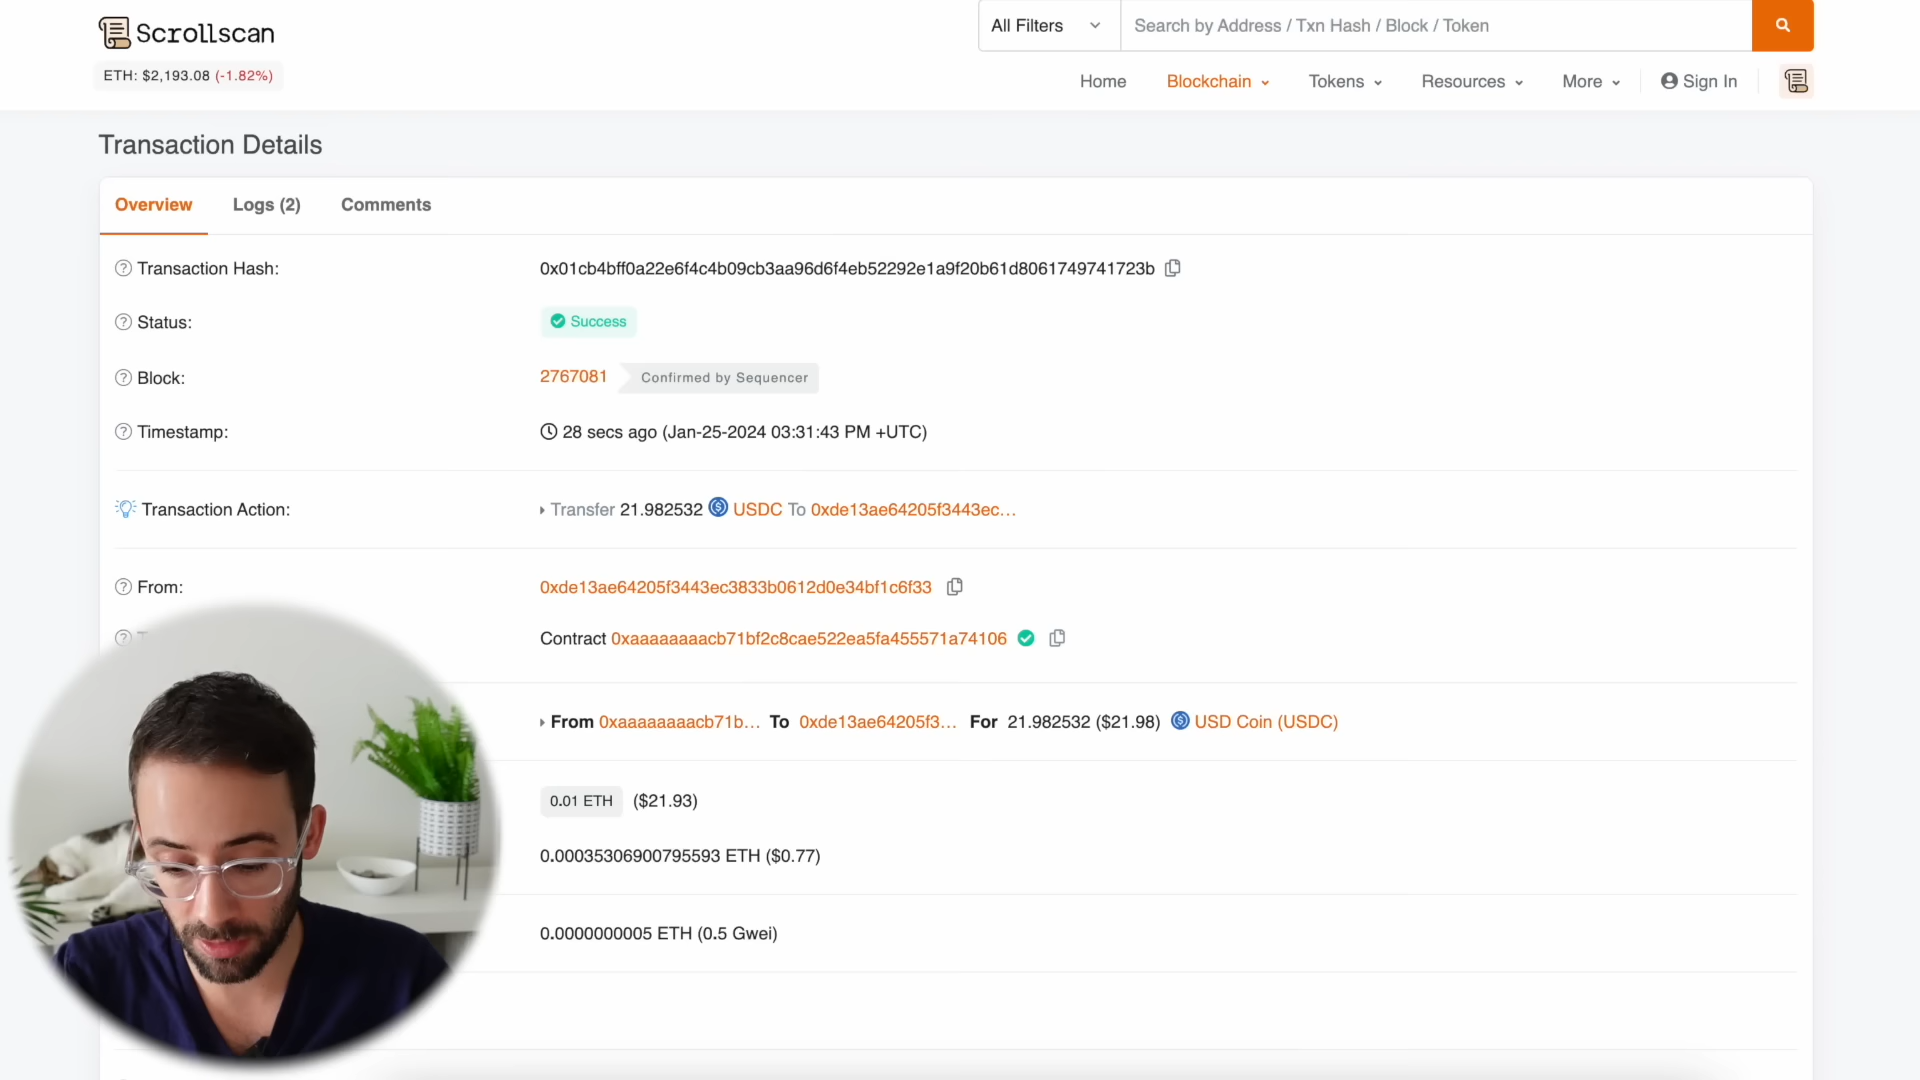 Scrollscan
All Filters
Search by Address / Txn Hash / Block / Token
ETH: $2,193.08 (-1.82%)
Home
Blockchain
Tokens
Resources
More
Sign In
Transaction Details
Overview
Logs (2)
Comments
Transaction Hash:
0x01cb4bff0a22e6f4c4b09cb3aa96d6f4eb52292e1a9f20b61d8061749741723b
Status:
Success
Block:
2767081
Confirmed by Sequencer
Timestamp:
28 secs ago (Jan-25-2024 03:31:43 PM +UTC)
Transaction Action:
Transfer 21.982532 USDC To 0xde13ae64205f3443ec...
From:
0xde13ae64205f3443ec3833b0612d0e34bf1c6f33
Contract 0xaaaaaaaacb71bf2c8cae522ea5fa455571a74106
From 0xaaaaaaaacb71b... To 0xde13ae64205f3... For 21.982532 ($21.98) USD Coin (USDC)
0.01 ETH ($21.93)
0.00035306900795593 ETH ($0.77)
0.0000000005 ETH (0.5 Gwei)